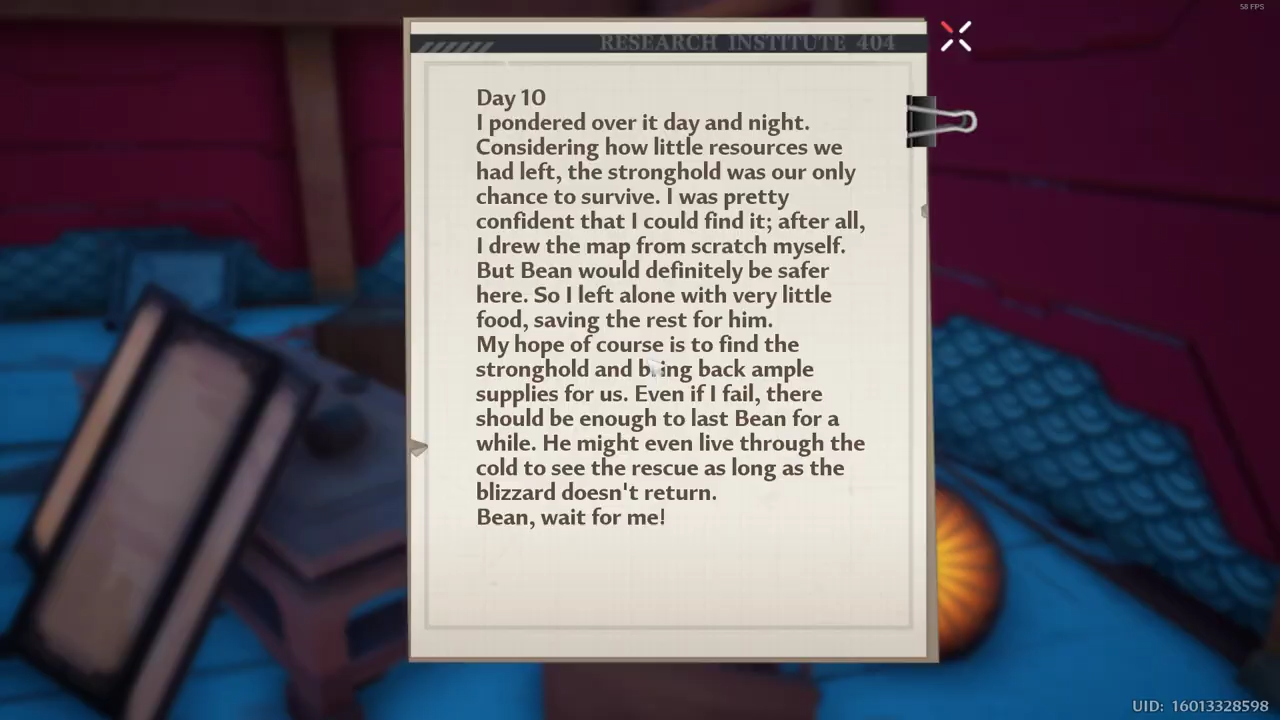 58 FPS
RESEARCH INSTITUTE 404
Day 10
I pondered over it day and night.
Considering how little resources we
had left, the stronghold was our only
chance to survive. I was pretty
confident that I could find it; after all,
I drew the map from scratch myself.
But Bean would definitely be safer
here. So I left alone with very little
food, saving the rest for him.
My hope of course is to find the
stronghold and bring back ample
supplies for us. Even if I fail, there
should be enough to last Bean for a
while. He might even live through the
cold to see the rescue as long as the
blizzard doesn't return.
Bean, wait for me!
UID: 16013328598